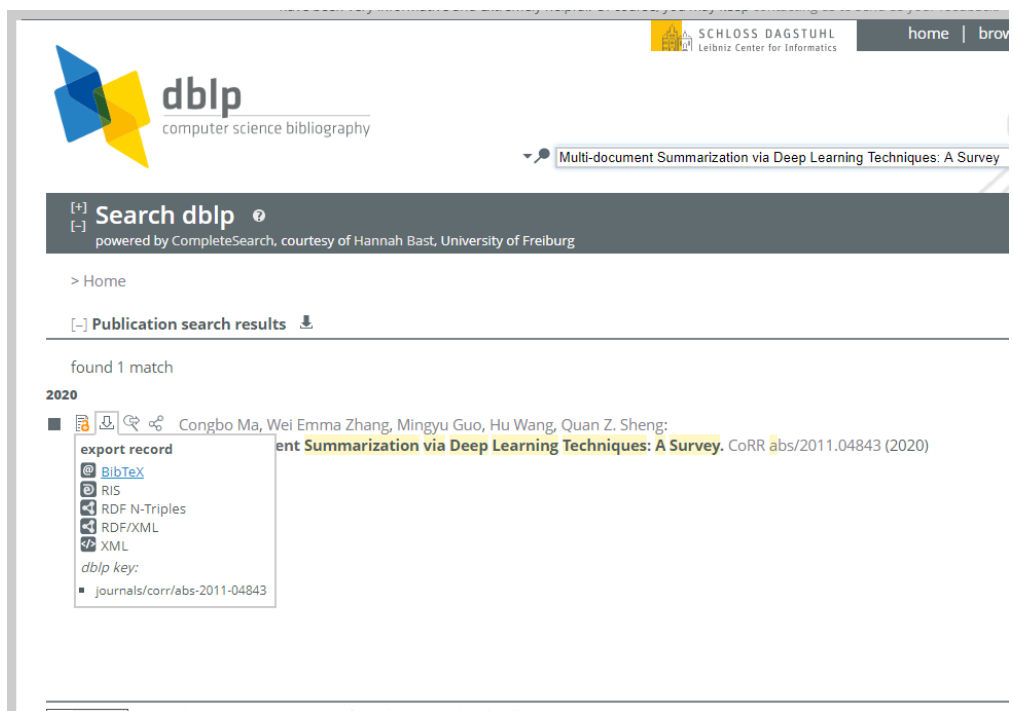 SCHLOSS DAGSTUHL
Leibniz Center for Informatics
home | brow
dblp
computer science bibliography
Multi-document Summarization via Deep Learning Techniques: A Survey
[+]
[-]
Search dblp
powered by CompleteSearch, courtesy of Hannah Bast, University of Freiburg
> Home
[-] Publication search results
found 1 match
2020
Congbo Ma, Wei Emma Zhang, Mingyu Guo, Hu Wang, Quan Z. Sheng:
ent Summarization via Deep Learning Techniques: A Survey. CoRR abs/2011.04843 (2020)
export record
BibTeX
RIS
RDF N-Triples
RDF/XML
XML
dblp key:
journals/corr/abs-2011-04843